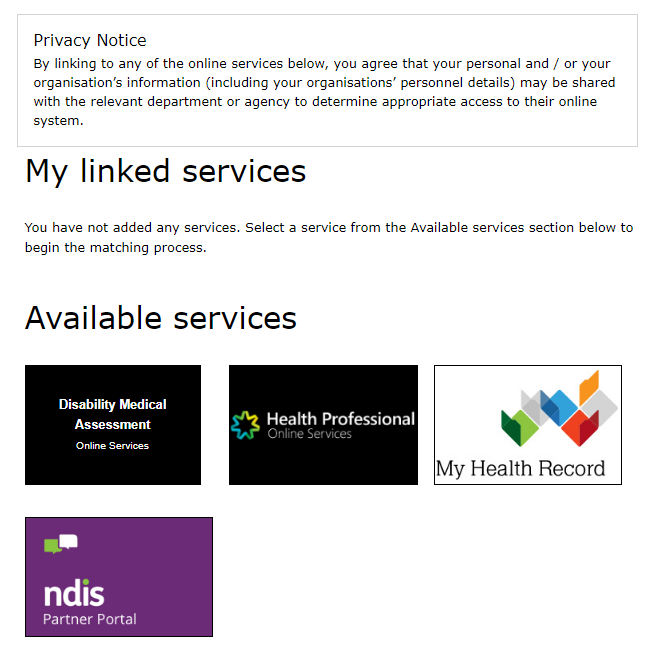 Privacy Notice
By linking to any of the online services below, you agree that your personal and / or your
organisation’s information (including your organisations’ personnel details) may be shared
with the relevant department or agency to determine appropriate access to their online
system.
My linked services
You have not added any services. Select a service from the Available services section below to
begin the matching process.
Available services
Disability Medical
Assessment
Online Services
Health Professional
Online Services
My Health Record
ndis
Partner Portal